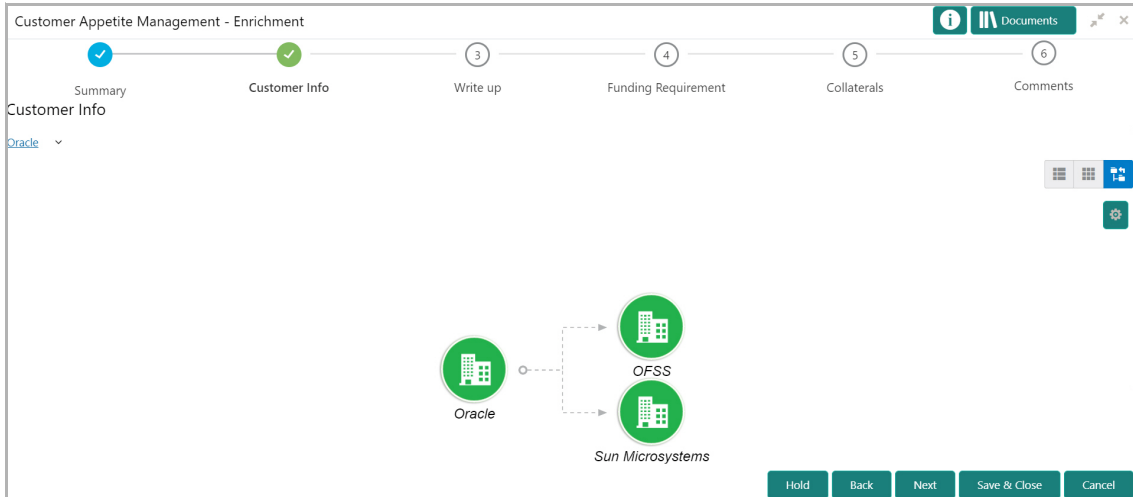 Customer Appetite Management - Enrichment
i Documents
3 4 5 6
Summary Customer Info Write up Funding Requirement Collaterals Comments
Customer Info
Oracle
OFSS
Oracle
Sun Microsystems
Hold Back Next Save & Close Cancel